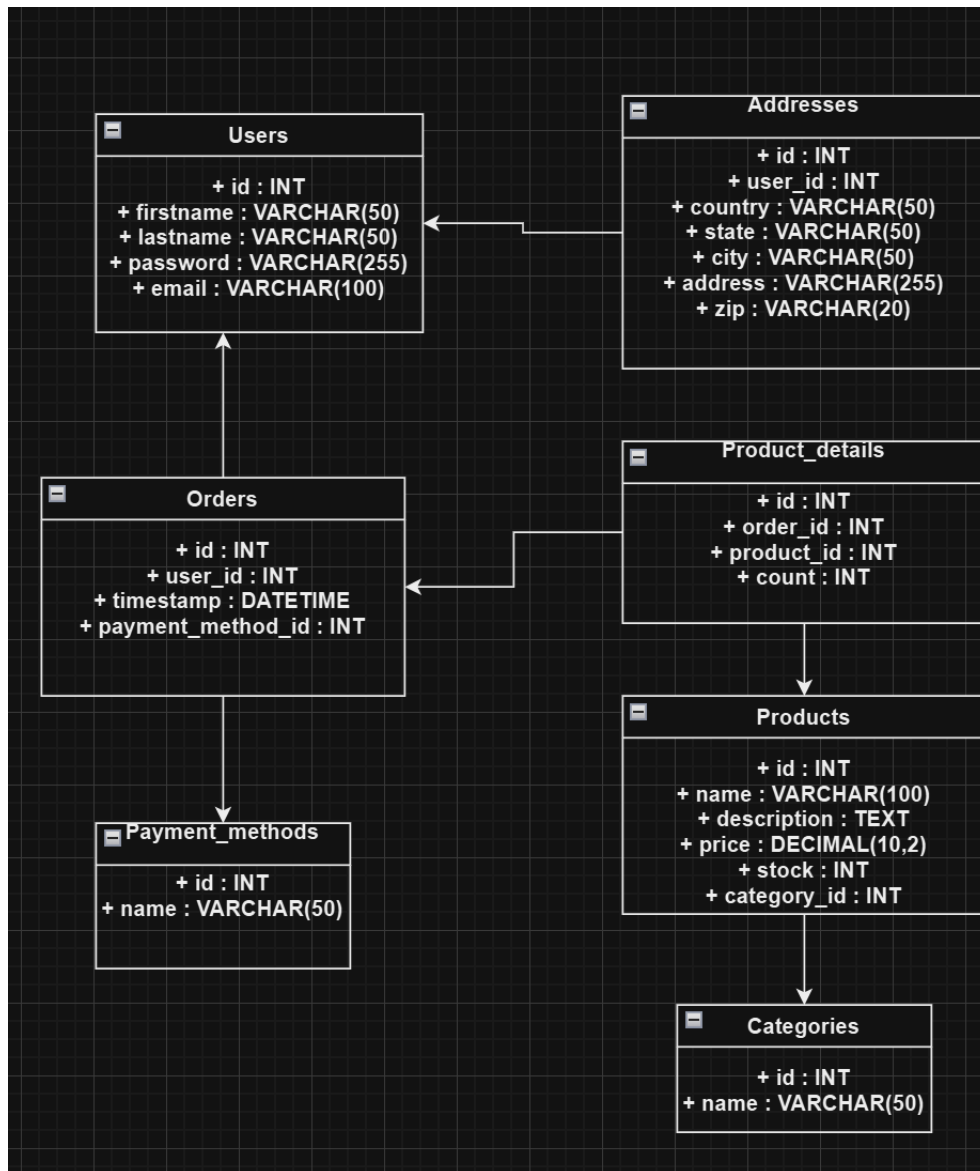 Users
+ id : INT
+ firstname : VARCHAR(50)
+ lastname : VARCHAR(50)
+ password : VARCHAR(255)
+ email : VARCHAR(100)
Addresses
+ id : INT
+ user_id : INT
+ country : VARCHAR(50)
+ state : VARCHAR(50)
+ city : VARCHAR(50)
+ address : VARCHAR(255)
+ zip : VARCHAR(20)
Orders
+ id : INT
+ user_id : INT
+ timestamp : DATETIME
+ payment_method_id : INT
Product_details
+ id : INT
+ order_id : INT
+ product_id : INT
+ count : INT
Payment_methods
+ id : INT
+ name : VARCHAR(50)
Products
+ id : INT
+ name : VARCHAR(100)
+ description : TEXT
+ price : DECIMAL(10,2)
+ stock : INT
+ category_id : INT
Categories
+ id : INT
+ name : VARCHAR(50)